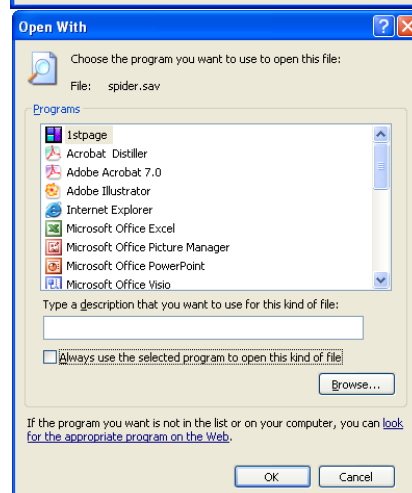 Open With
Choose the program you want to use to open this file:
File: spider.sav
Programs
1stpage
Acrobat Distiller
Adobe Acrobat 7.0
Adobe Illustrator
Internet Explorer
Microsoft Office Excel
Microsoft Office Picture Manager
Microsoft Office PowerPoint
Microsoft Office Visio
Type a description that you want to use for this kind of file:
Always use the selected program to open this kind of file
Browse...
If the program you want is not in the list or on your computer, you can look
for the appropriate program on the Web.
OK
Cancel